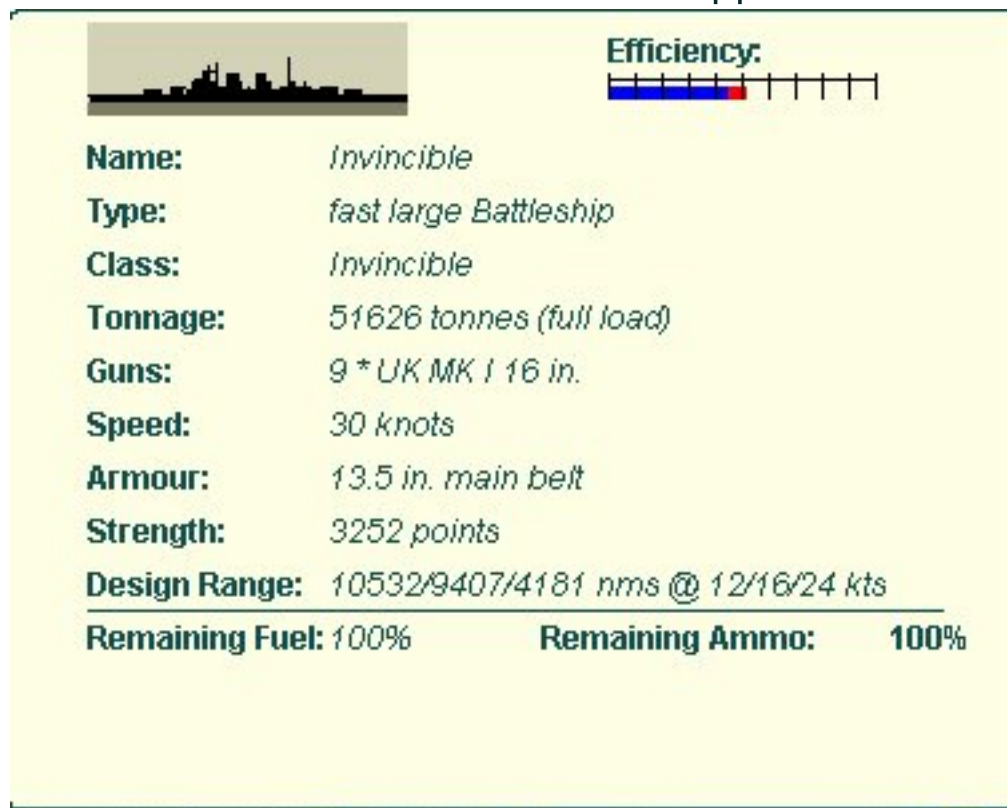 Efficiency:
Name: Invincible
Type: fast large Battleship
Class: Invincible
Tonnage: 51626 tonnes (full load)
Guns: 9 * UK MK I 16 in.
Speed: 30 knots
Armour: 13.5 in. main belt
Strength: 3252 points
Design Range: 10532/9407/4181 nms @ 12/16/24 kts
Remaining Fuel: 100% Remaining Ammo: 100%